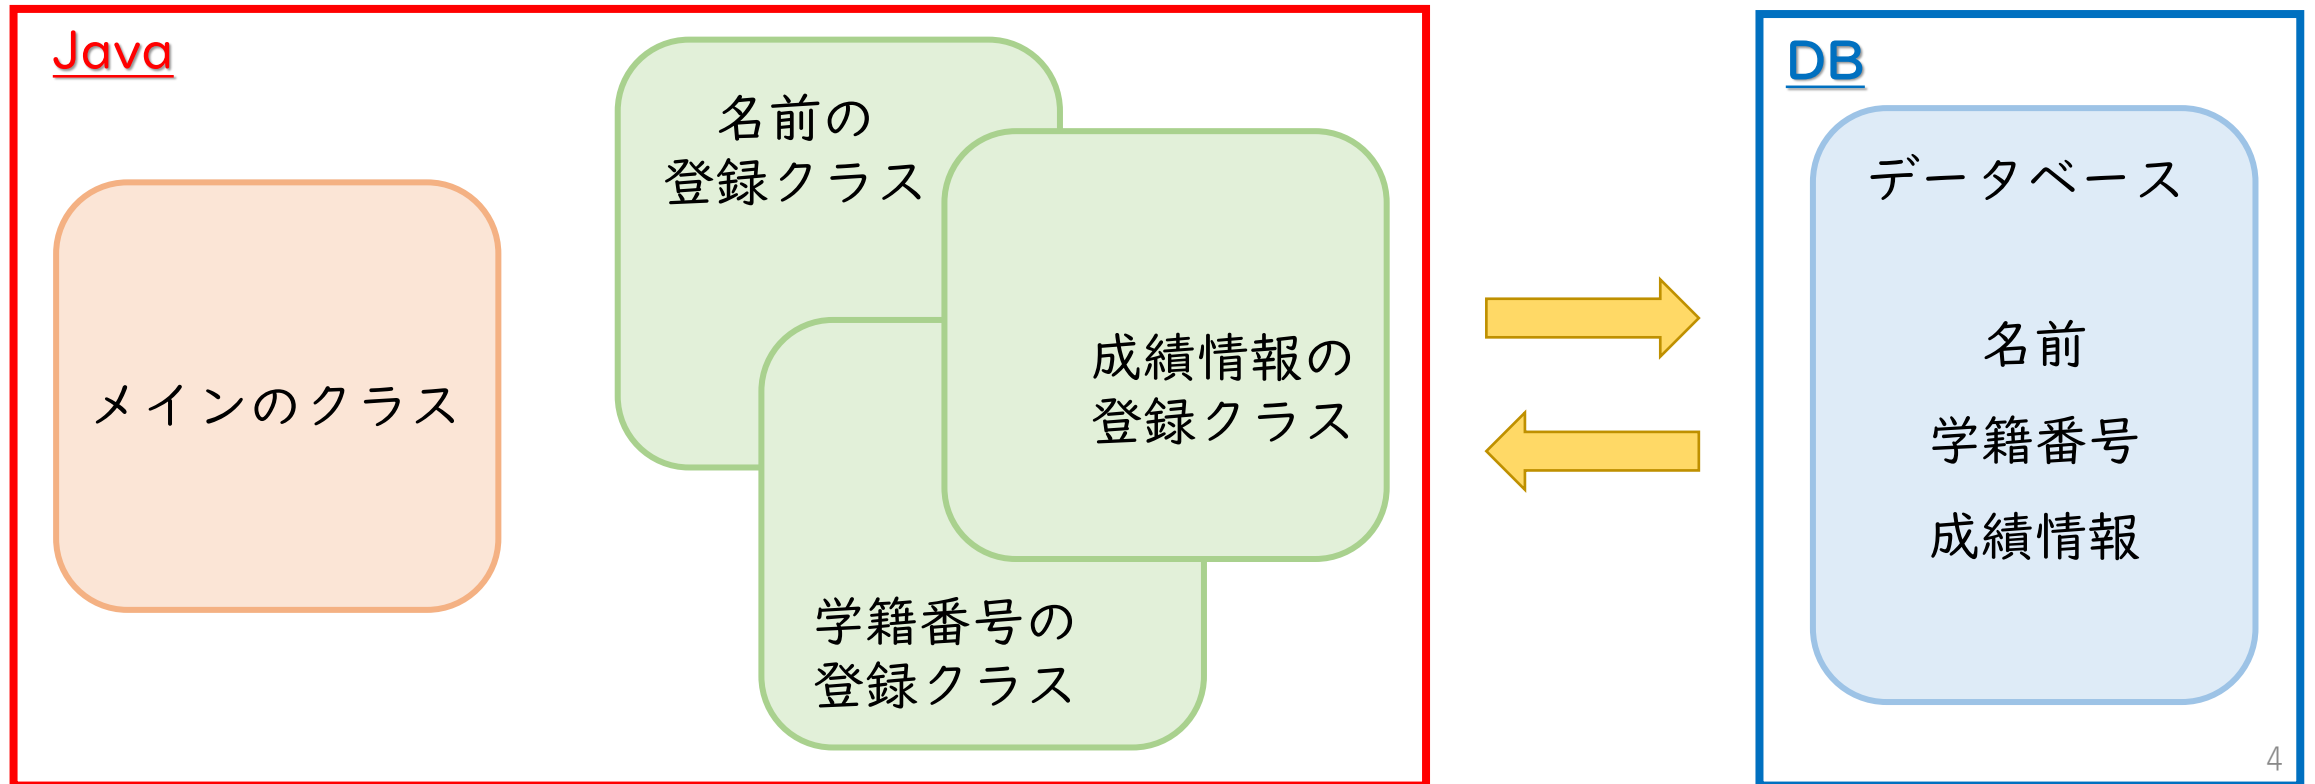 Java
メインのクラス
名前の
登録クラス
成績情報の
登録クラス
学籍番号の
登録クラス
DB
データベース
名前
学籍番号
成績情報
4